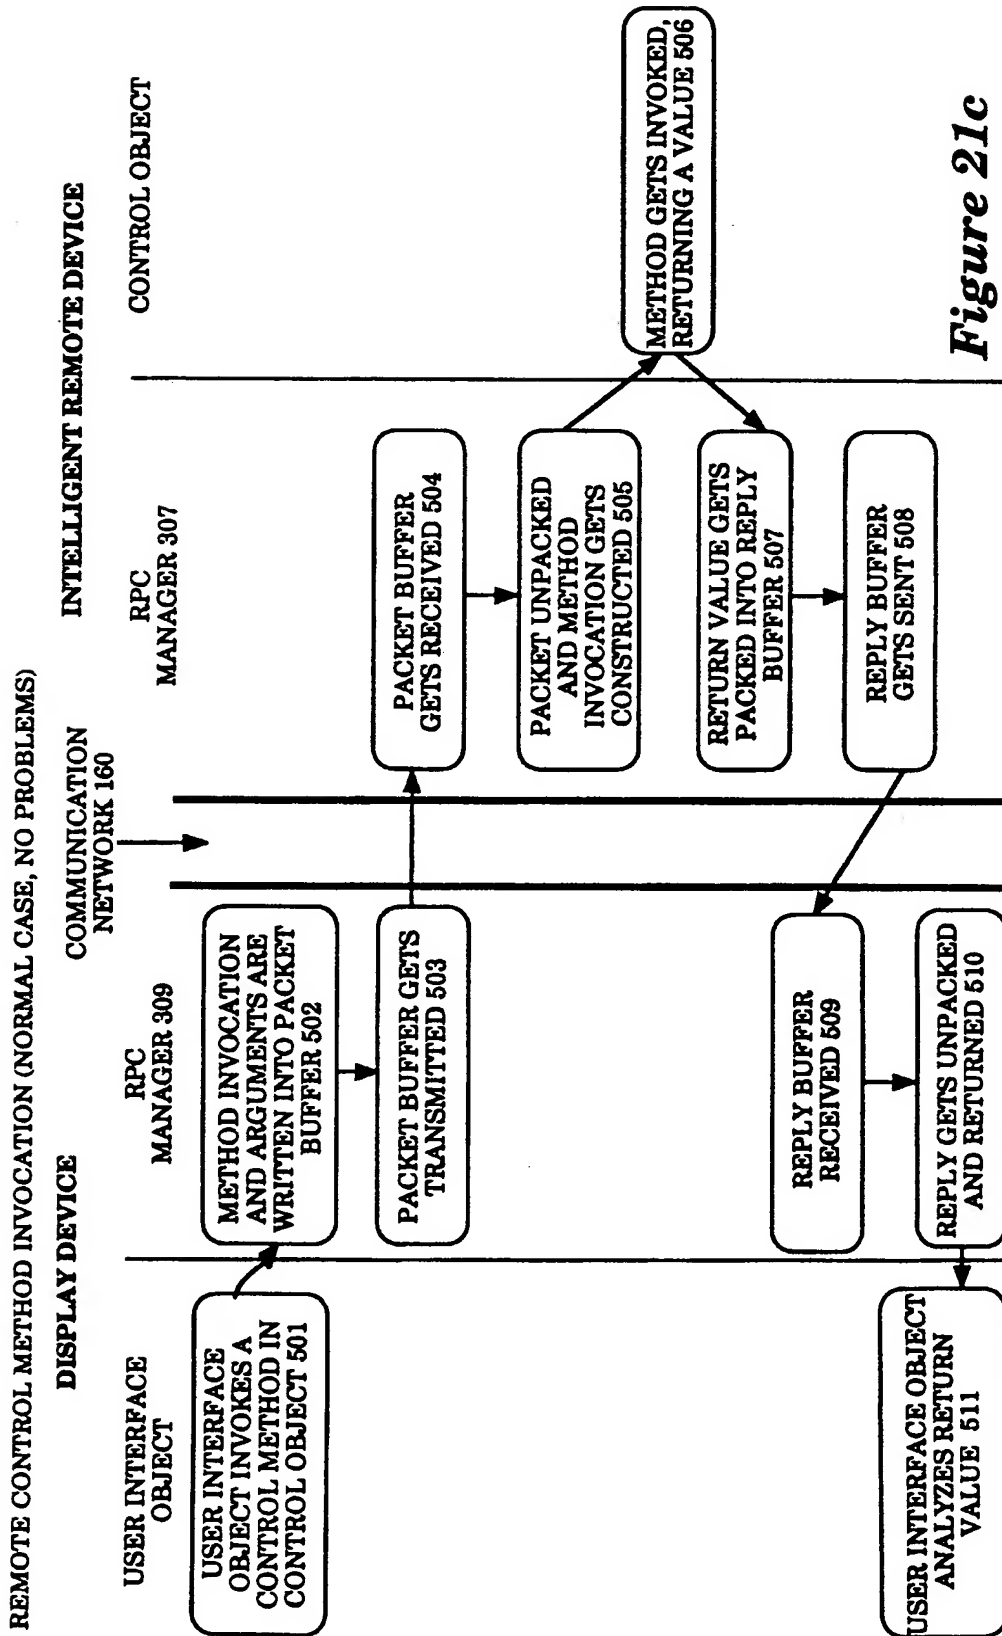 REMOTE CONTROL METHOD INVOCATION (NORMAL CASE, NO PROBLEMS)
DISPLAY DEVICE
COMMUNICATION
NETWORK 160
INTELLIGENT REMOTE DEVICE
USER INTERFACE
OBJECT
RPC
MANAGER 309
RPC
MANAGER 307
CONTROL OBJECT
USER INTERFACE
OBJECT INVOKES A
CONTROL METHOD IN
CONTROL OBJECT 501
METHOD INVOCATION
AND ARGUMENTS ARE
WRITTEN INTO PACKET
BUFFER 502
PACKET BUFFER GETS
TRANSMITTED 503
PACKET BUFFER
GETS RECEIVED 504
PACKET UNPACKED
AND METHOD
INVOCATION GETS
CONSTRUCTED 505
METHOD GETS INVOKED,
RETURNING A VALUE 506
RETURN VALUE GETS
PACKED INTO REPLY
BUFFER 507
REPLY BUFFER
GETS SENT 508
REPLY BUFFER
RECEIVED 509
REPLY GETS UNPACKED
AND RETURNED 510
USER INTERFACE OBJECT
ANALYZES RETURN
VALUE 511
Figure 21c